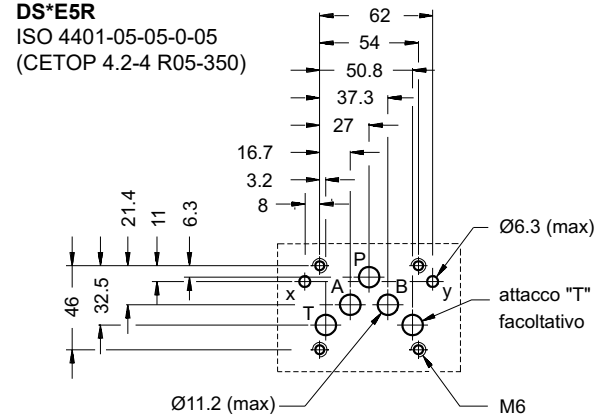 DS*E5R
ISO 4401-05-05-0-05
(CETOP 4.2-4 R05-350)
62
54
50.8
37.3
27
16.7
3.2
8
21.4
11
6.3
46
32.5
Ø6.3 (max)
P
A
B
x
y
T
attacco "T"
facoltativo
Ø11.2 (max)
M6